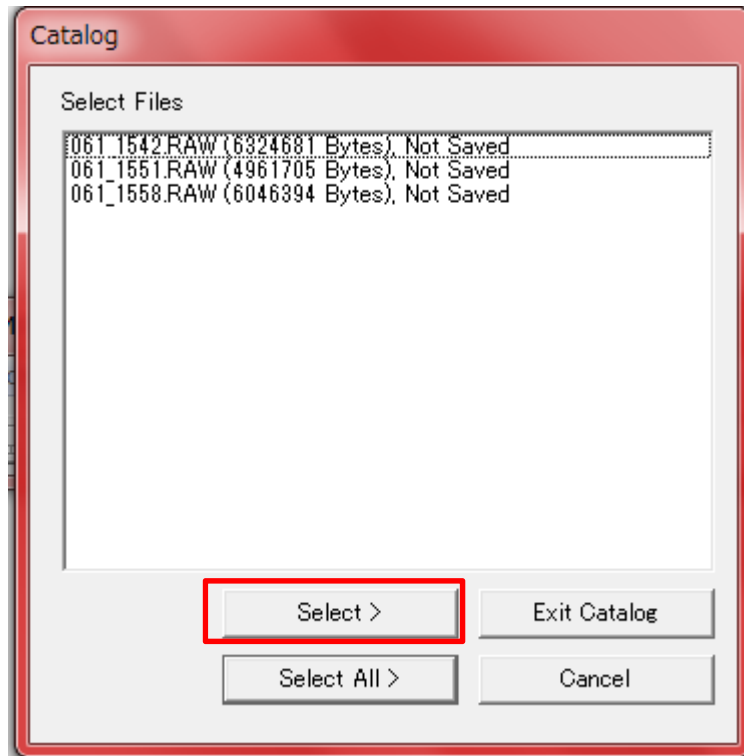 Catalog
Select Files
061_1542.RAW (6324681 Bytes), Not Saved
061_1551.RAW (4961705 Bytes), Not Saved
061_1558.RAW (6046394 Bytes), Not Saved
Select >
Exit Catalog
Select All >
Cancel